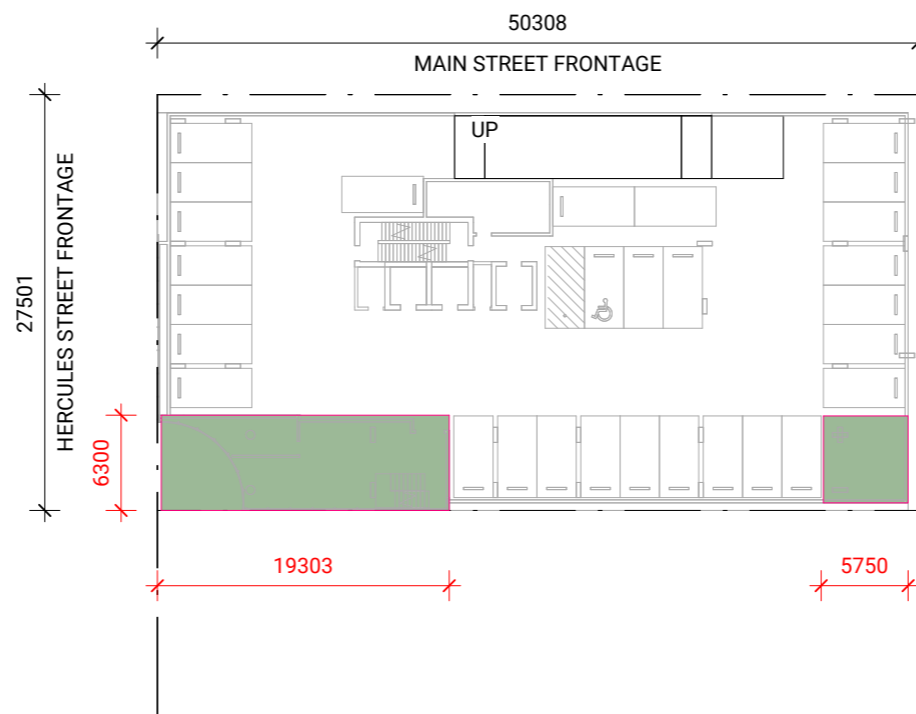 50308
MAIN STREET FRONTAGE
UP
HERCULES STREET FRONTAGE
27501
6300
19303
5750